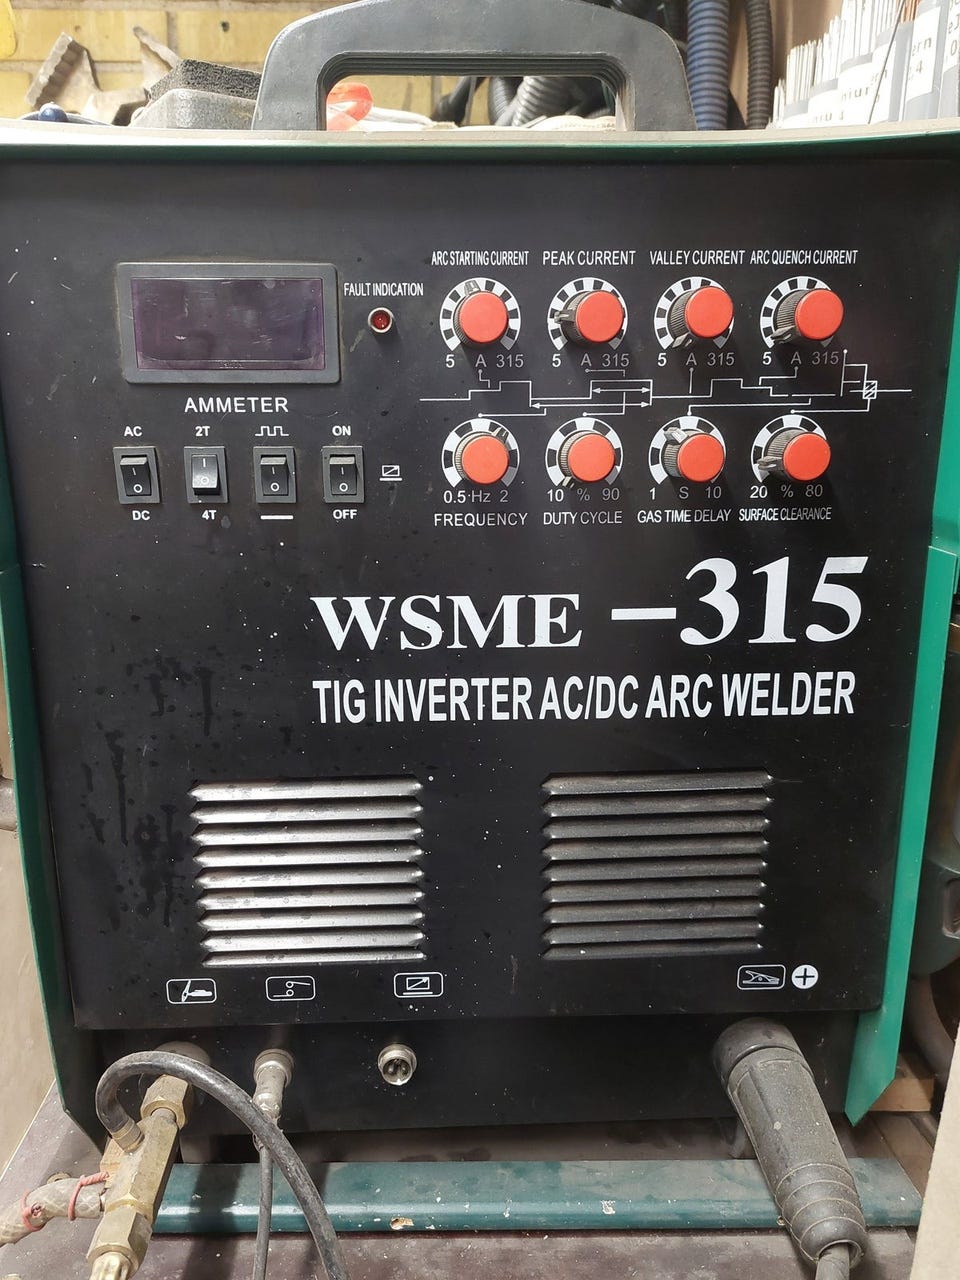 ARC STARTING CURRENT PEAK CURRENT VALLEY CURRENT ARC QUENCH CURRENT
FAULT INDICATION
5 A 315 5 A 315 5 A 315 5 A 315
AMMETER
AC 2T ON
DC 4T OFF
0.5·Hz 2 10 % 90 1 S 10 20 % 80
FREQUENCY DUTY CYCLE GAS TIME DELAY SURFACE CLEARANCE
WSME –315
TIG INVERTER AC/DC ARC WELDER